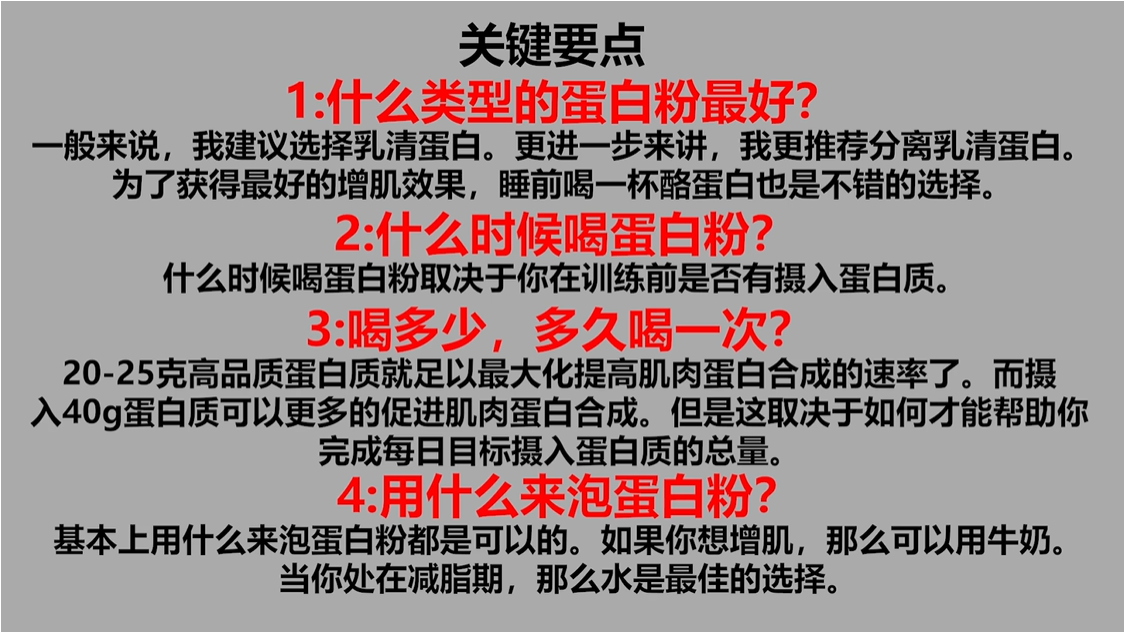 关键要点
1:什么类型的蛋白粉最好？
一般来说，我建议选择乳清蛋白。更进一步来讲，我更推荐分离乳清蛋白。
为了获得最好的增肌效果，睡前喝一杯酪蛋白也是不错的选择。
2:什么时候喝蛋白粉？
什么时候喝蛋白粉取决于你在训练前是否有摄入蛋白质。
3:喝多少，多久喝一次？
20-25克高品质蛋白质就足以最大化提高肌肉蛋白合成的速率了。而摄
入40g蛋白质可以更多的促进肌肉蛋白合成。但是这取决于如何才能帮助你
完成每日目标摄入蛋白质的总量。
4:用什么来泡蛋白粉？
基本上用什么来泡蛋白粉都是可以的。如果你想增肌，那么可以用牛奶。
当你处在减脂期，那么水是最佳的选择。